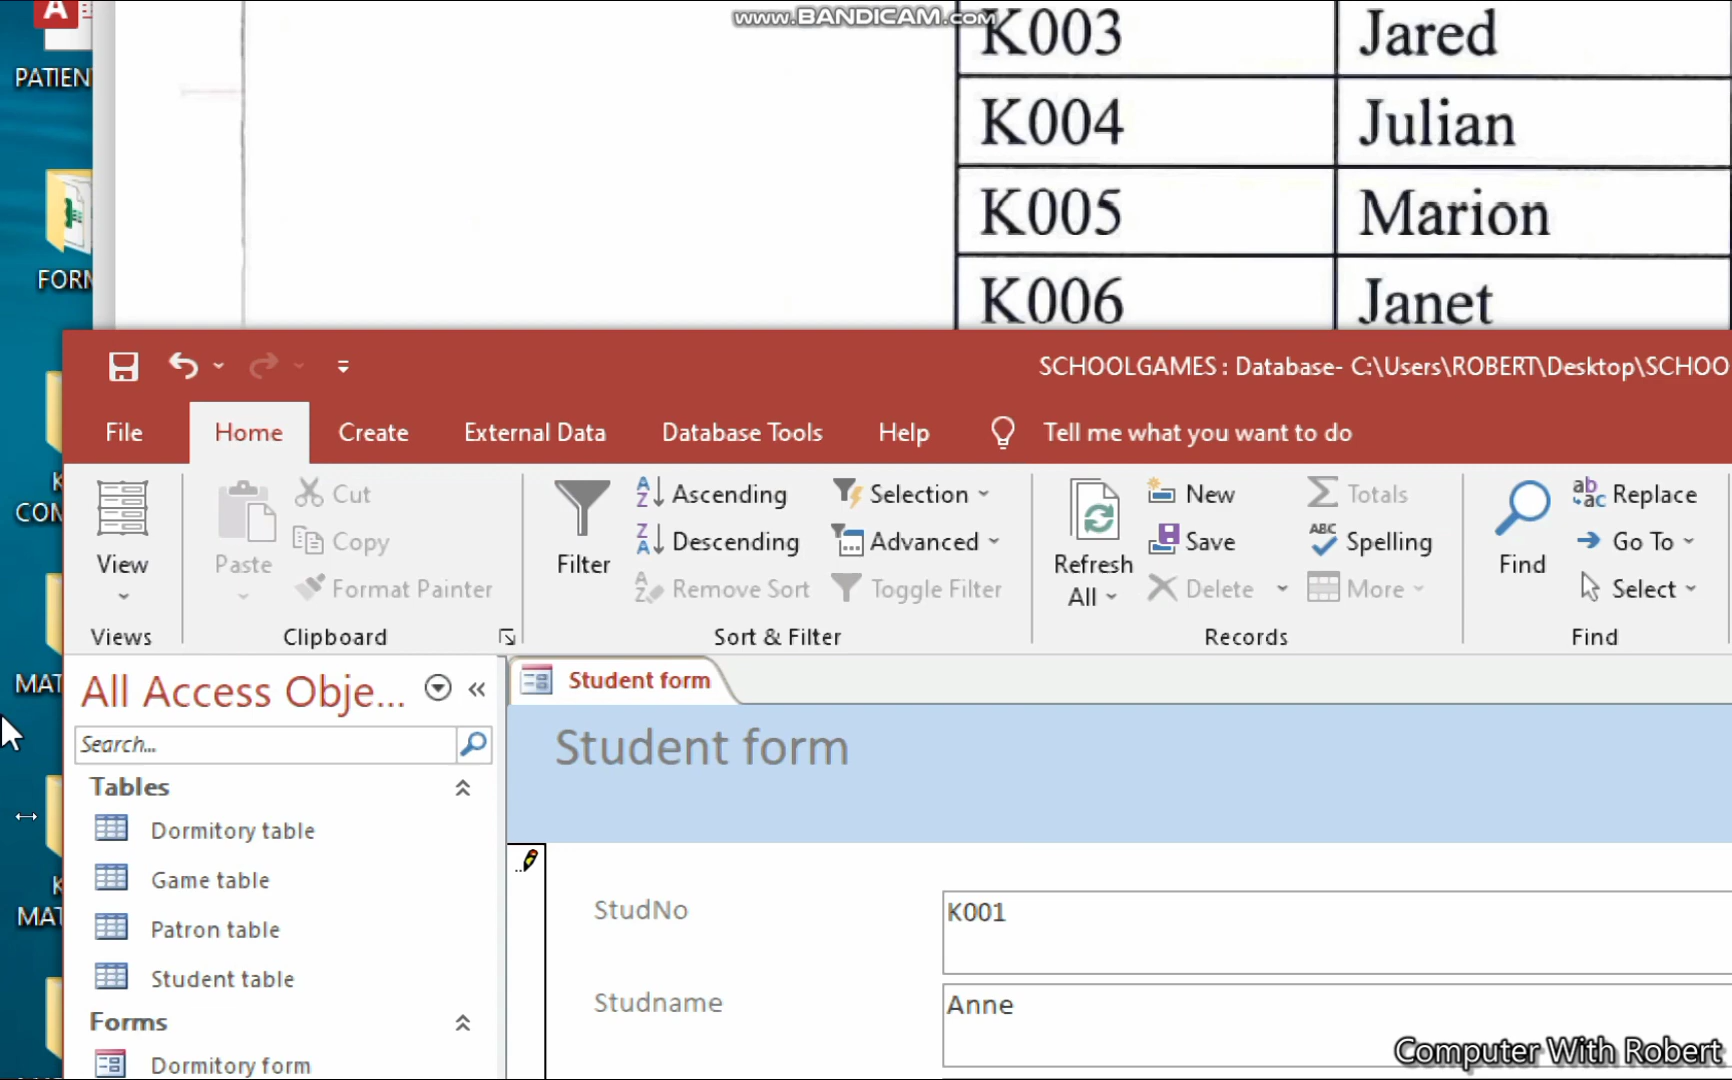 www.BANDICAM.com
K003 Jared
K004 Julian
K005 Marion
K006 Janet
A
PATIEN
FORM
K
CON
MAT
K
MAT
SCHOOLGAMES : Database- C:\Users\ROBERT\Desktop\SCHOO
File Home Create External Data Database Tools Help Tell me what you want to do
View
Views
Paste
Cut
Copy
Format Painter
Clipboard
Filter
Ascending
Descending
Remove Sort
Selection
Advanced
Toggle Filter
Sort & Filter
Refresh
All
New
Save
Delete
Totals
Spelling
More
Records
Find
Replace
Go To
Select
Find
All Access Obje...
Search...
Tables
Dormitory table
Game table
Patron table
Student table
Forms
Dormitory form
Student form
Student form
StudNo K001
Studname Anne
Computer With Robert